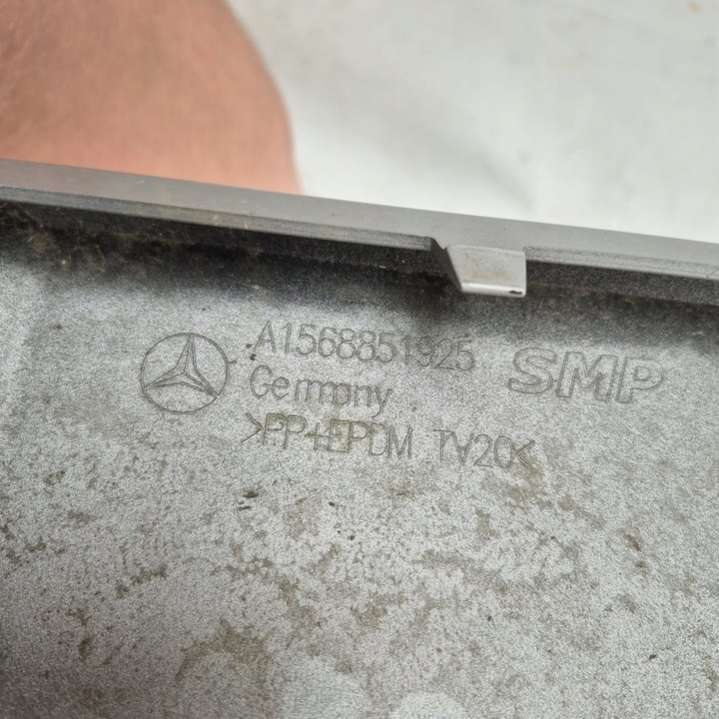 A1568851925
SMP
Germany
>PP+EPDM TV20<